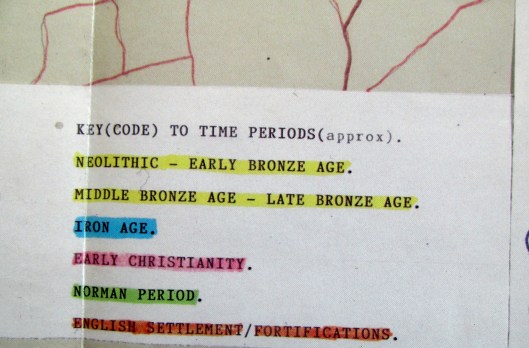 KEY(CODE) TO TIME PERIODS(approx).
NEOLITHIC - EARLY BRONZE AGE.
MIDDLE BRONZE AGE - LATE BRONZE AGE.
IRON AGE.
EARLY CHRISTIANITY.
NORMAN PERIOD.
ENGLISH SETTLEMENT/FORTIFICATIONS.